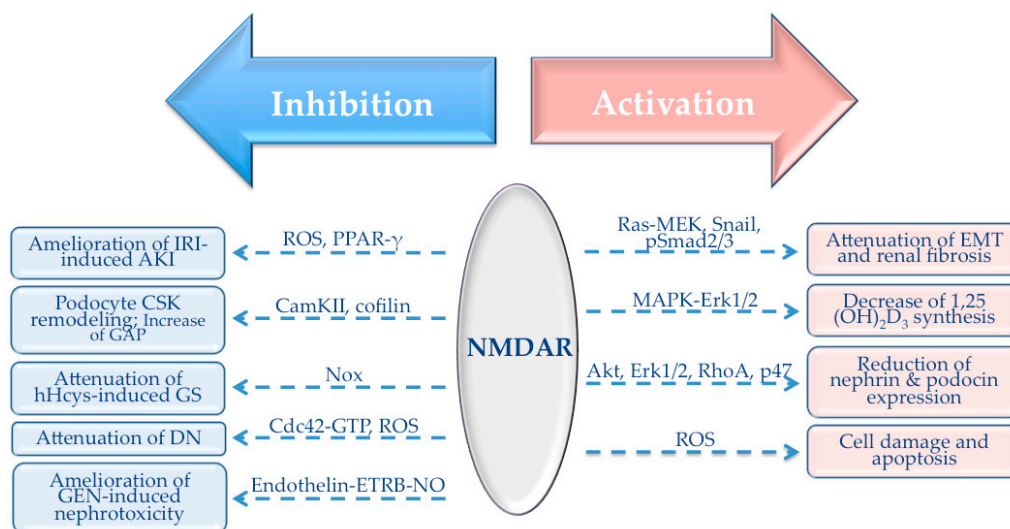 Inhibition
Activation
Amelioration of IRI-
induced AKI
ROS, PPAR-γ
Podocyte CSK
remodeling; Increase
of GAP
CamKII, cofilin
Attenuation of
hHcys-induced GS
Nox
Attenuation of DN
Cdc42-GTP, ROS
Amelioration of
GEN-induced
nephrotoxicity
Endothelin-ETRB-NO
NMDAR
Ras-MEK, Snail,
pSmad2/3
Attenuation of EMT
and renal fibrosis
MAPK-Erk1/2
Decrease of 1,25
(OH)₂D₃ synthesis
Akt, Erk1/2, RhoA, p47
Reduction of
nephrin & podocin
expression
ROS
Cell damage and
apoptosis